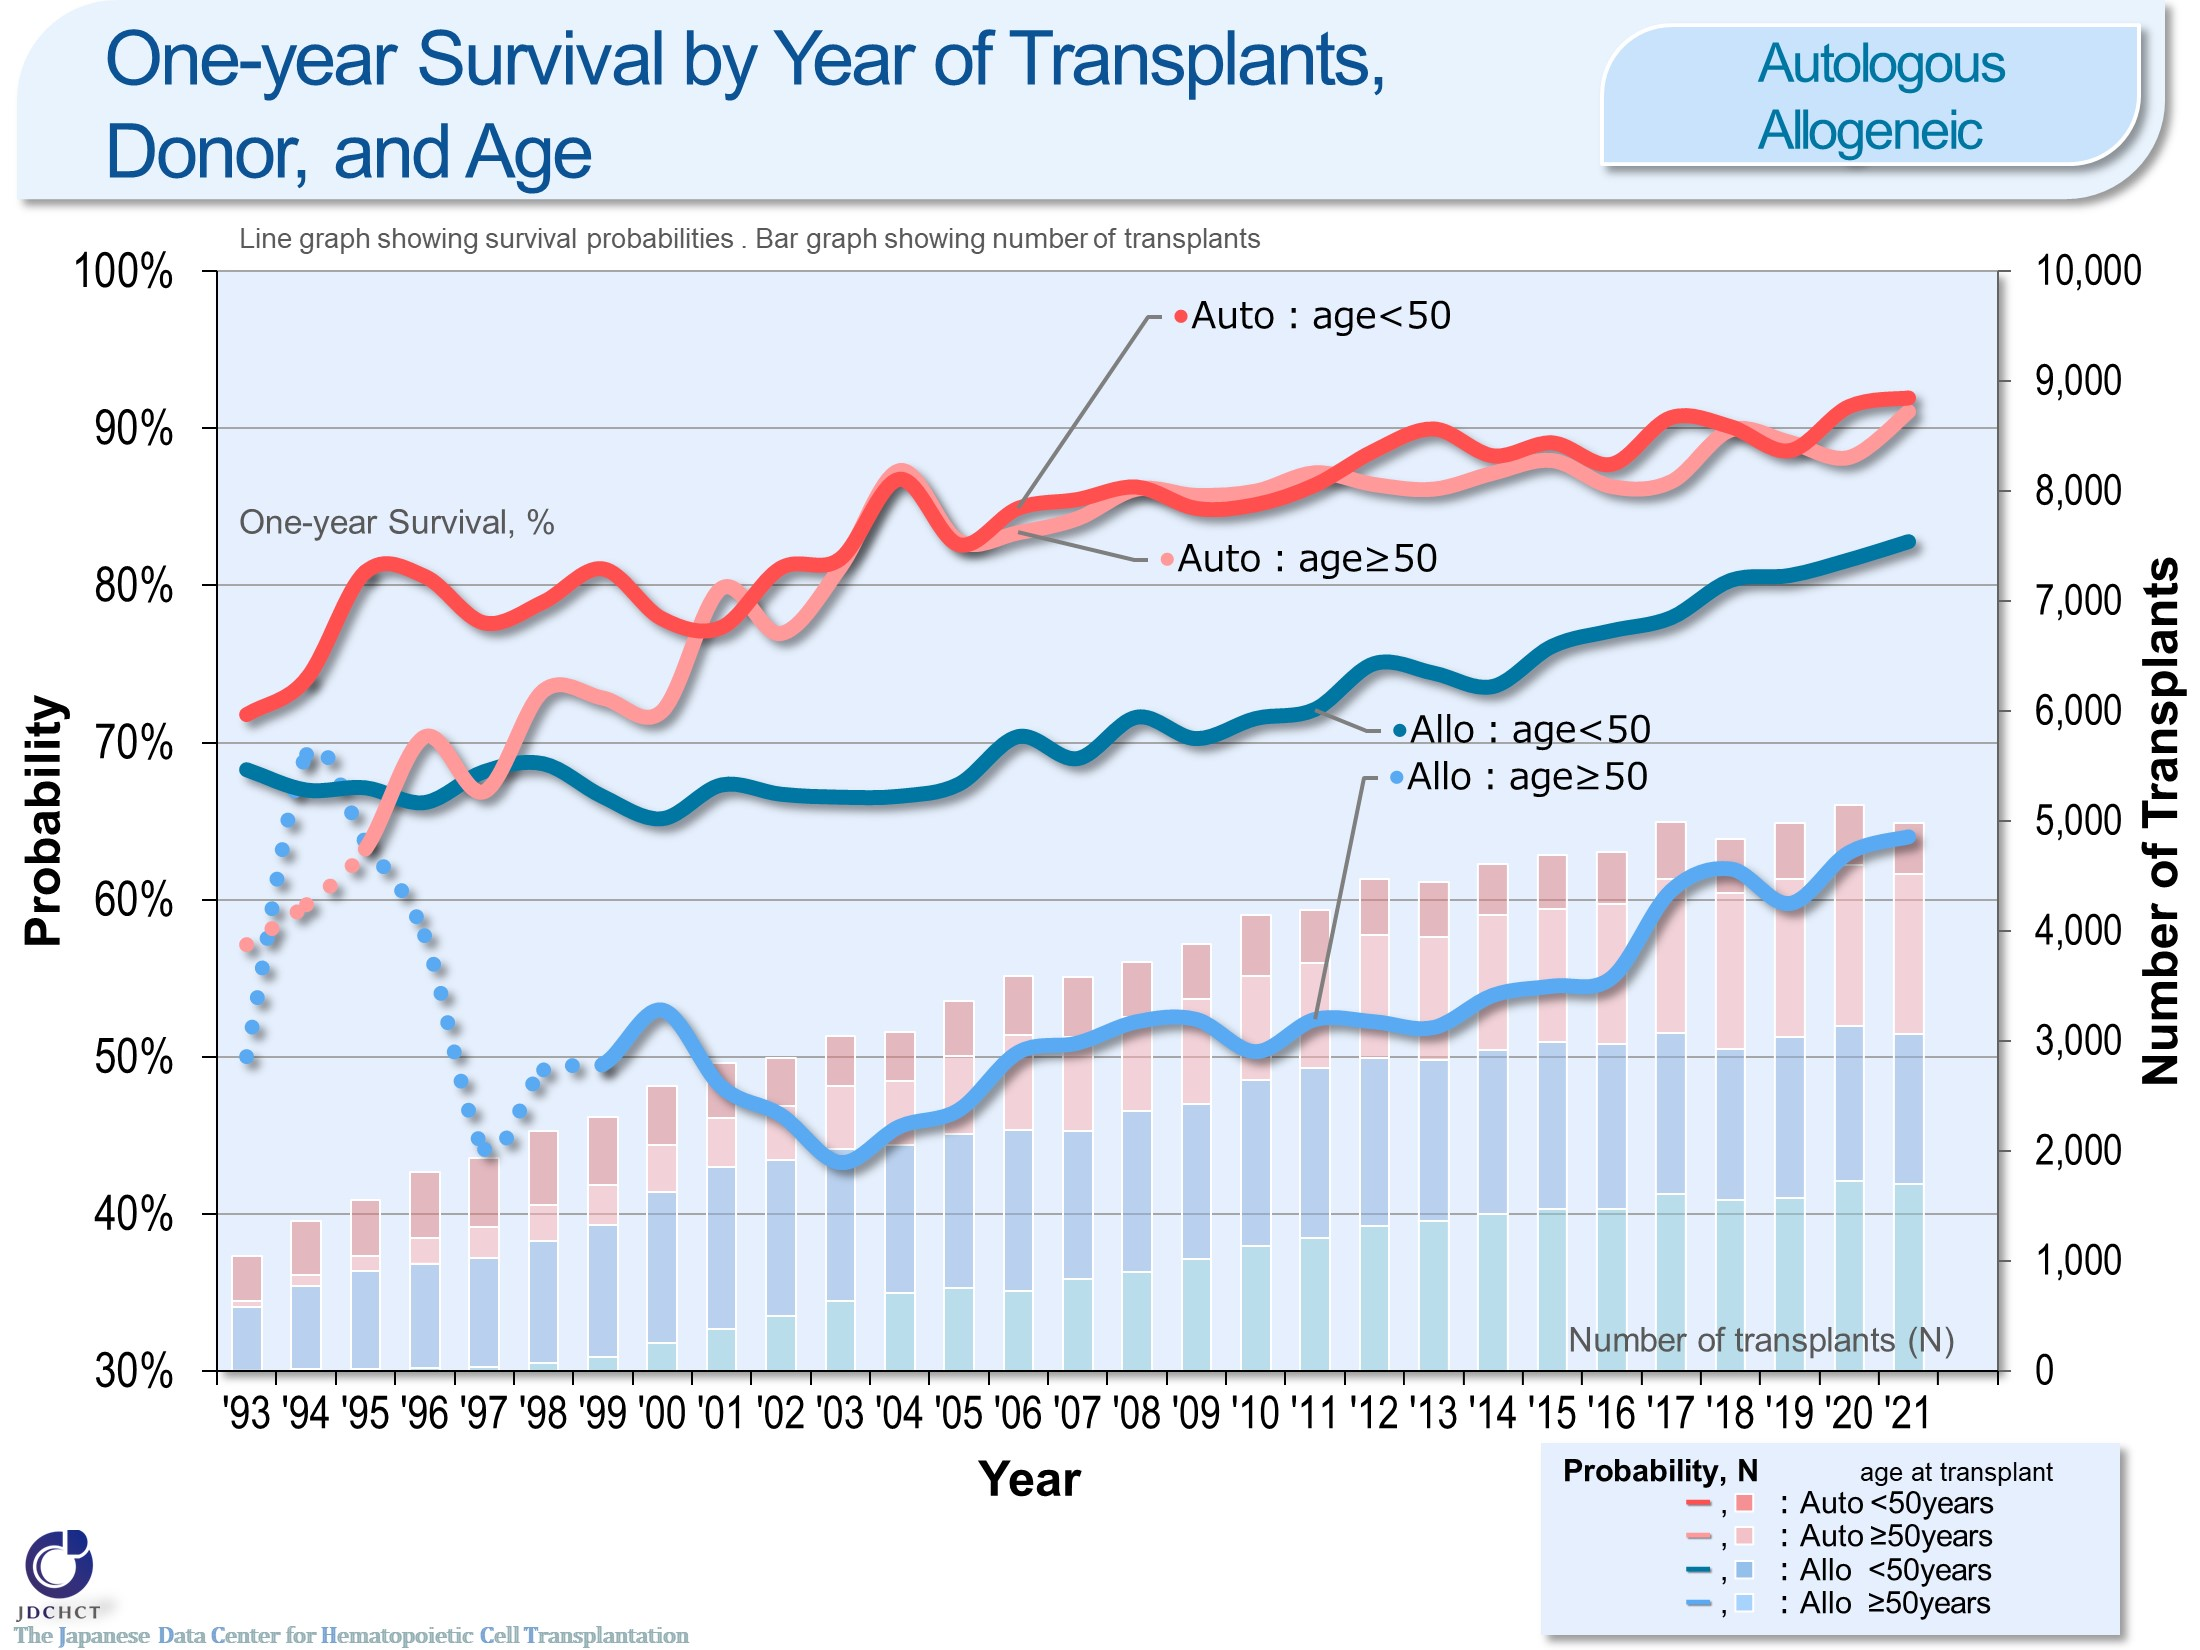 One-year Survival by Year of Transplants,
Donor, and Age
Autologous
Allogeneic
Line graph showing survival probabilities . Bar graph showing number of transplants
100%
90%
80%
70%
60%
50%
40%
30%
Probability
One-year Survival, %
Auto : age<50
Auto : age≥50
Allo : age<50
Allo : age≥50
10,000
9,000
8,000
7,000
6,000
5,000
4,000
3,000
2,000
1,000
0
Number of Transplants
Number of transplants (N)
'93 '94 '95 '96 '97 '98 '99 '00 '01 '02 '03 '04 '05 '06 '07 '08 '09 '10 '11 '12 '13 '14 '15 '16 '17 '18 '19 '20 '21
Year
Probability, N age at transplant
, : Auto <50years
, : Auto ≥50years
, : Allo <50years
, : Allo ≥50years
JDCHCT
The Japanese Data Center for Hematopoietic Cell Transplantation